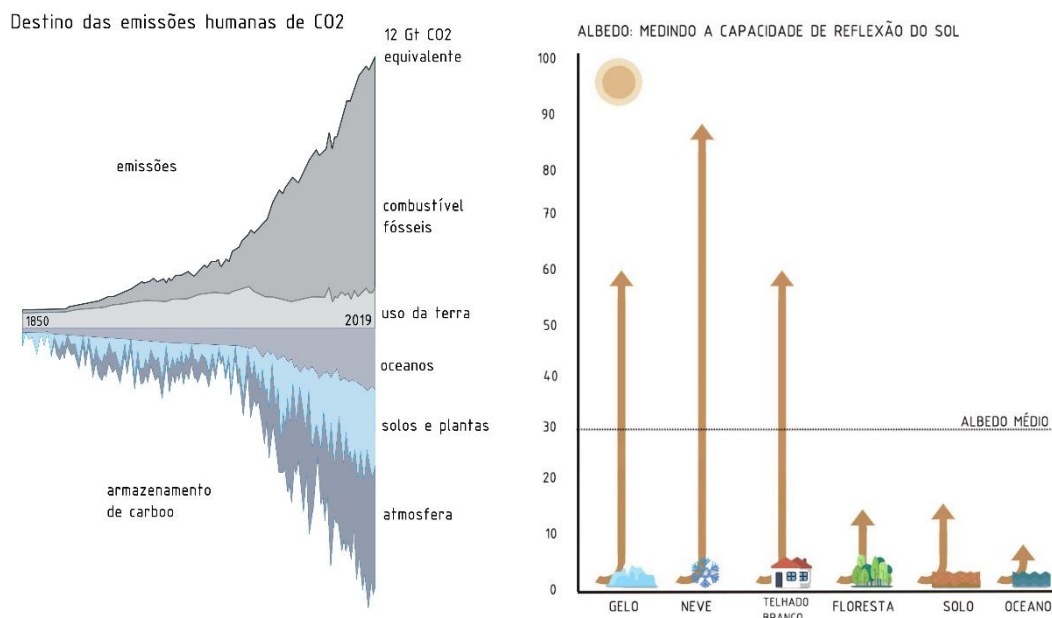 Destino das emissões humanas de CO2
12 Gt CO2
equivalente
emissões
combustível
fósseis
uso da terra
1850
2019
oceanos
solos e plantas
armazenamento
de carboo
atmosfera
ALBEDO: MEDINDO A CAPACIDADE DE REFLEXÃO DO SOL
100
90
80
70
60
50
40
30
20
10
0
ALBEDO MÉDIO
GELO
NEVE
TELHADO
BRANCO
FLORESTA
SOLO
OCEANO